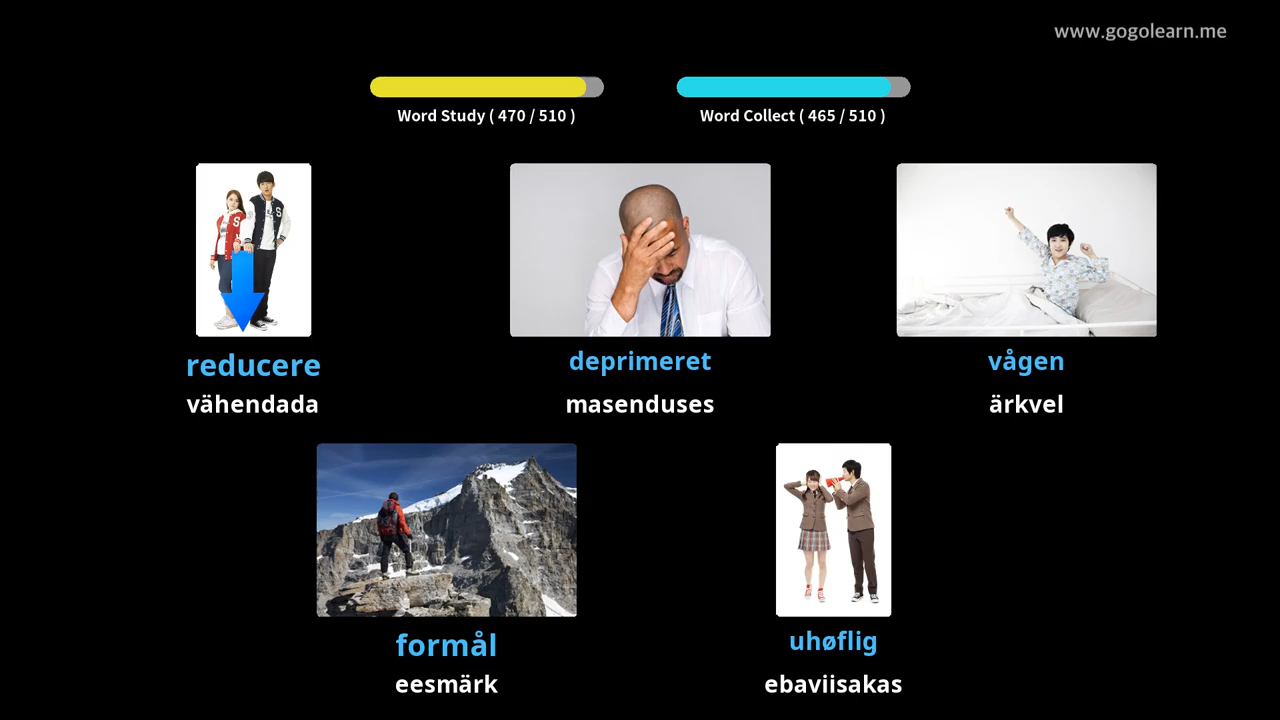 www.gogolearn.me
Word Study ( 470 / 510 )
Word Collect ( 465 / 510 )
reducere
vähendada
deprimeret
masenduses
vågen
ärkvel
formål
eesmärk
uhøflig
ebaviisakas